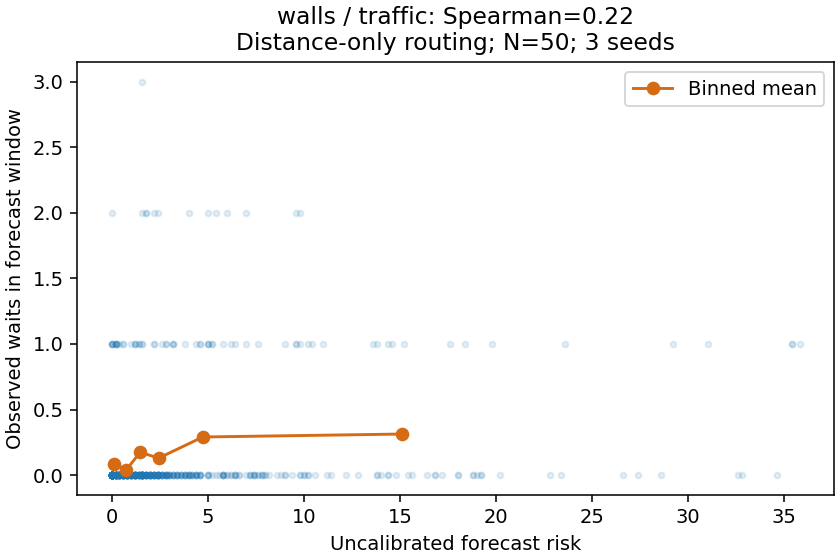 walls / traffic: Spearman=0.22
Distance-only routing; N=50; 3 seeds
Binned mean
Observed waits in forecast window
3.0
2.5
2.0
1.5
1.0
0.5
0.0
0 5 10 15 20 25 30 35
Uncalibrated forecast risk